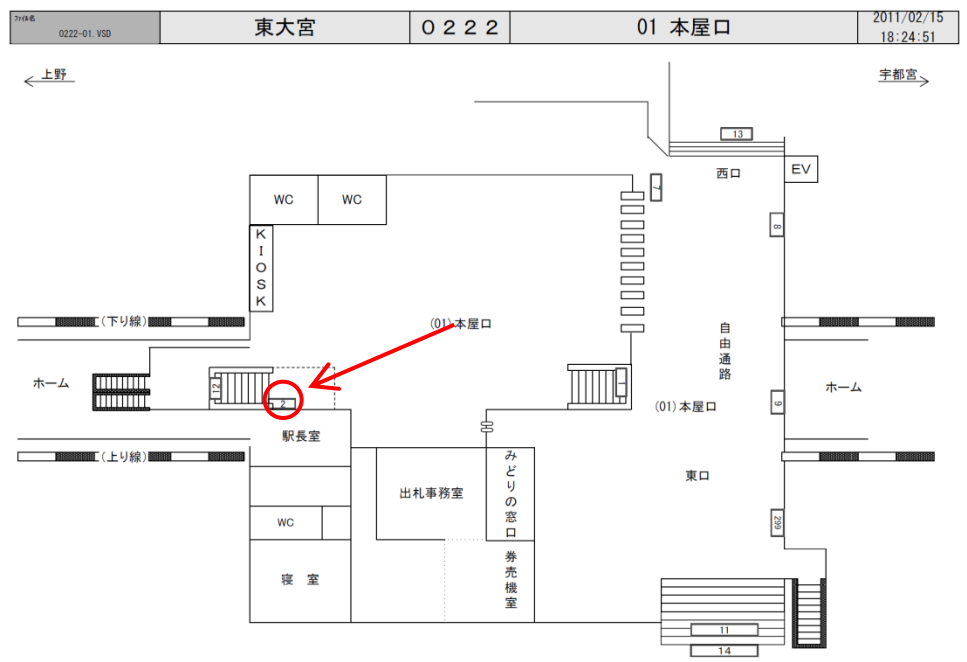 ファイル名
0222-01.VSD
東大宮
0222
01 本屋口
2011/02/15
18:24:51
上野
宇都宮
13
西口
EV
WC
WC
7
8
KIOSK
(下り線)
(01)本屋口
自由通路
ホーム
12
2
1
ホーム
9
(01)本屋口
駅長室
(上り線)
みどりの窓口
東口
出札事務室
WC
299
券売機室
寝室
11
14